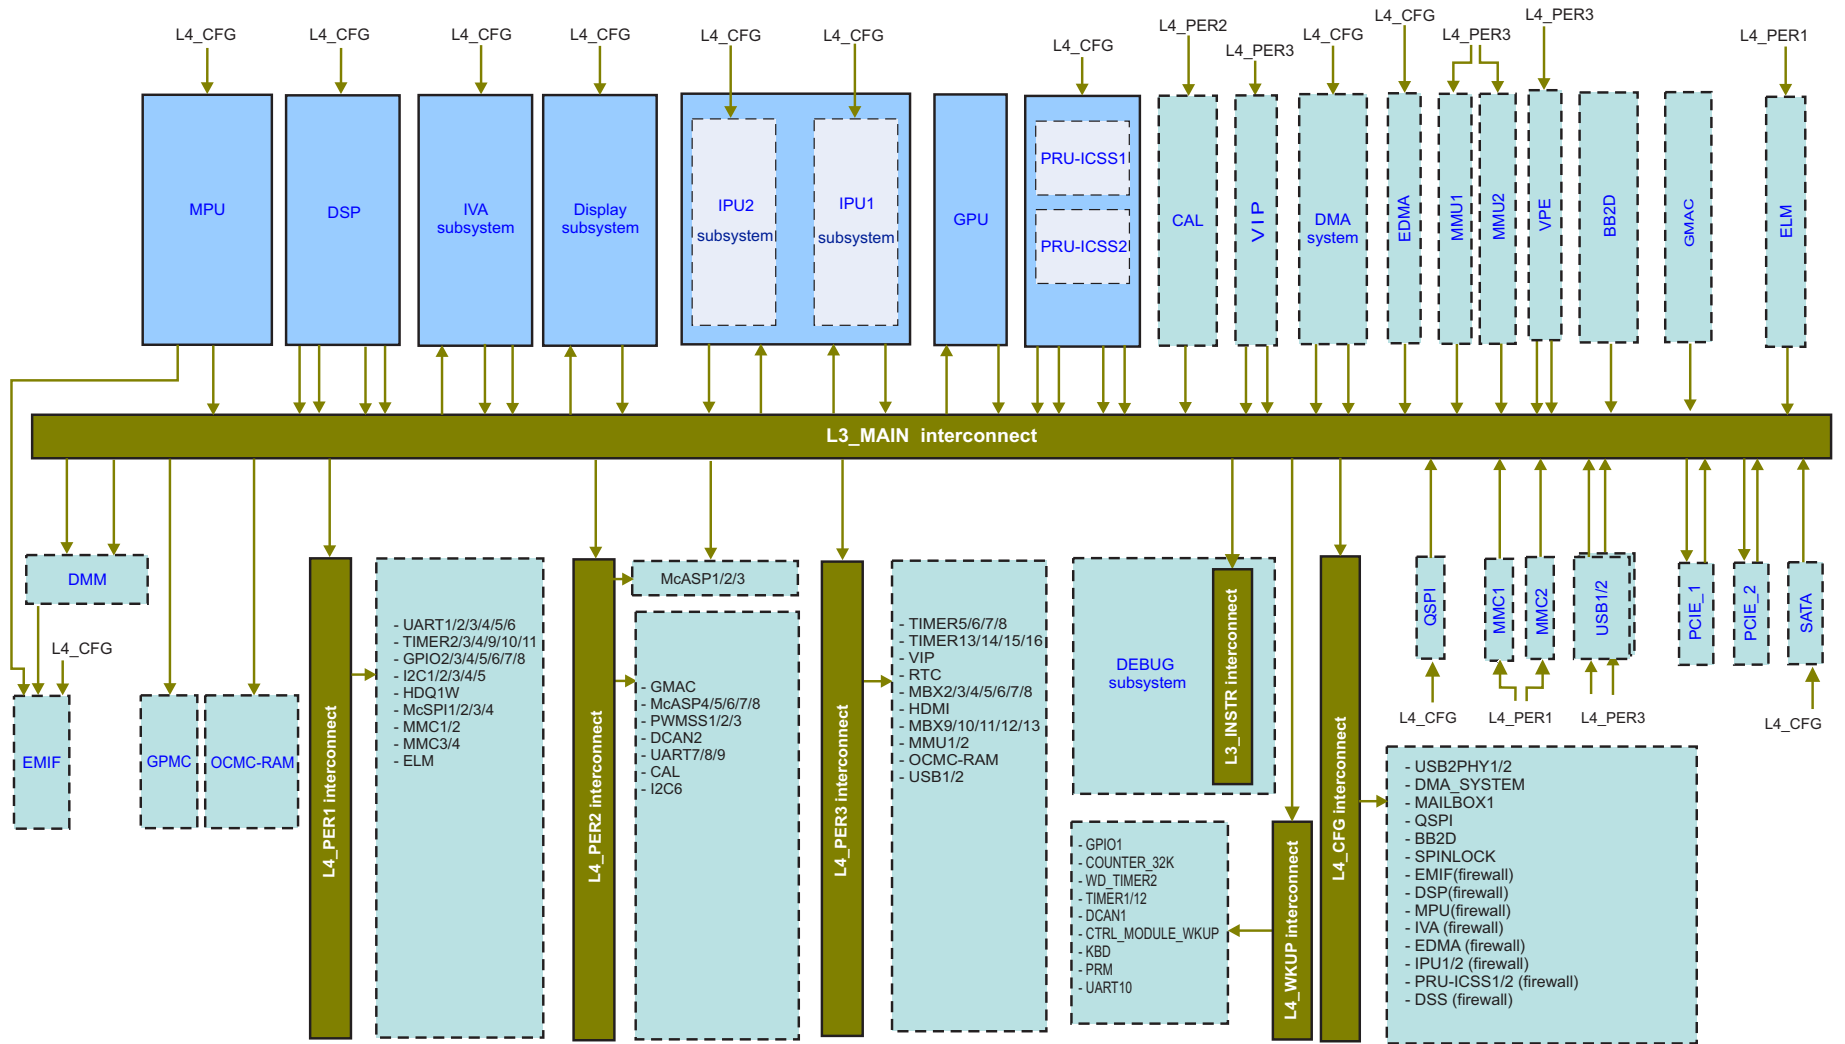 L4_CFG
L4_CFG
L4_CFG
L4_CFG
L4_CFG
L4_CFG
L4_CFG
L4_PER2
L4_PER3
L4_CFG
L4_CFG
L4_PER3
L4_PER3
L4_PER1
MPU
DSP
IVA
subsystem
Display
subsystem
IPU2
subsystem
IPU1
subsystem
GPU
PRU-ICSS1
PRU-ICSS2
CAL
V I P
DMA
system
EDMA
MMU1
MMU2
VPE
BB2D
GMAC
ELM
L3_MAIN interconnect
DMM
L4_CFG
EMIF
GPMC
OCMC-RAM
L4_PER1 interconnect
- UART1/2/3/4/5/6
- TIMER2/3/4/9/10/11
- GPIO2/3/4/5/6/7/8
- I2C1/2/3/4/5
- HDQ1W
- McSPI1/2/3/4
- MMC1/2
- MMC3/4
- ELM
L4_PER2 interconnect
McASP1/2/3
- GMAC
- McASP4/5/6/7/8
- PWMSS1/2/3
- DCAN2
- UART7/8/9
- CAL
- I2C6
L4_PER3 interconnect
- TIMER5/6/7/8
- TIMER13/14/15/16
- VIP
- RTC
- MBX2/3/4/5/6/7/8
- HDMI
- MBX9/10/11/12/13
- MMU1/2
- OCMC-RAM
- USB1/2
DEBUG
subsystem
L3_INSTR interconnect
- GPIO1
- COUNTER_32K
- WD_TIMER2
- TIMER1/12
- DCAN1
- CTRL_MODULE_WKUP
- KBD
- PRM
- UART10
L4_WKUP interconnect
L4_CFG interconnect
QSPI
MMC1
MMC2
USB1/2
PCIE_1
PCIE_2
SATA
L4_CFG
L4_PER1
L4_PER3
L4_CFG
- USB2PHY1/2
- DMA_SYSTEM
- MAILBOX1
- QSPI
- BB2D
- SPINLOCK
- EMIF(firewall)
- DSP(firewall)
- MPU(firewall)
- IVA (firewall)
- EDMA (firewall)
- IPU1/2 (firewall)
- PRU-ICSS1/2 (firewall)
- DSS (firewall)